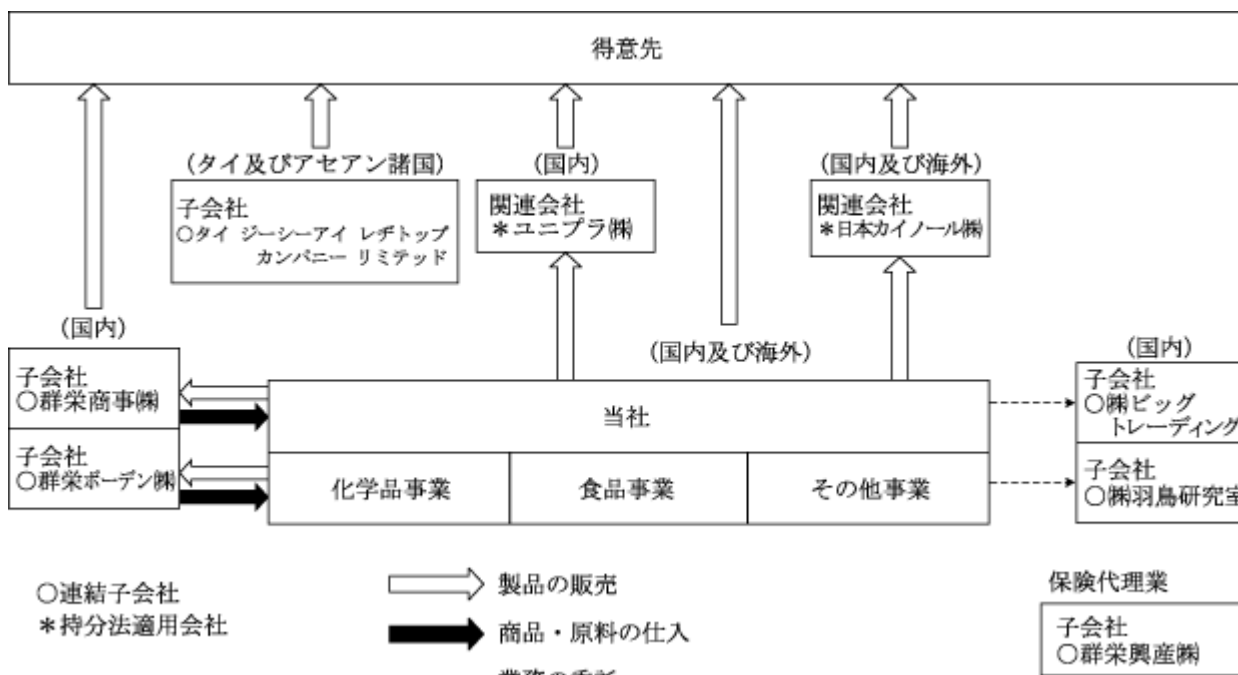 得意先
(タイ及びアセアン諸国)
子会社
○タイ ジーシーアイ レヂトップ
カンパニー リミテッド
(国内)
関連会社
＊ユニプラ㈱
(国内及び海外)
関連会社
＊日本カイノール㈱
(国内)
子会社
○群栄商事㈱
子会社
○群栄ボーデン㈱
(国内及び海外)
当社
化学品事業
食品事業
その他事業
(国内)
子会社
○㈱ビッグ
トレーディング
子会社
○㈱羽鳥研究室
○連結子会社
＊持分法適用会社
製品の販売
商品・原料の仕入
業務の委託
保険代理業
子会社
○群栄興産㈱